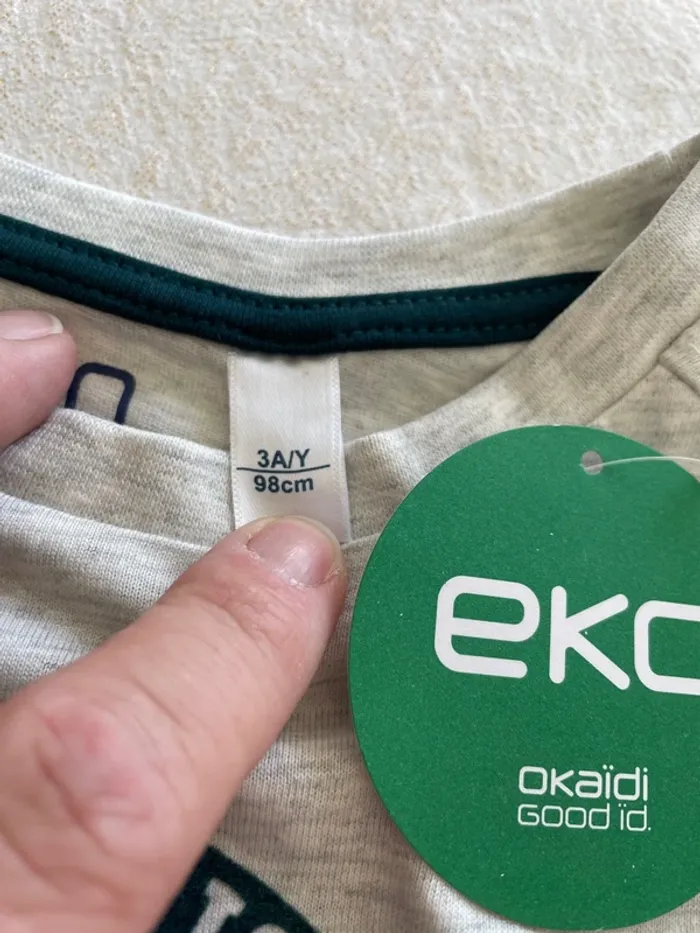 3A/Y
98cm
eko
Okaïdi
GOOD ïd.